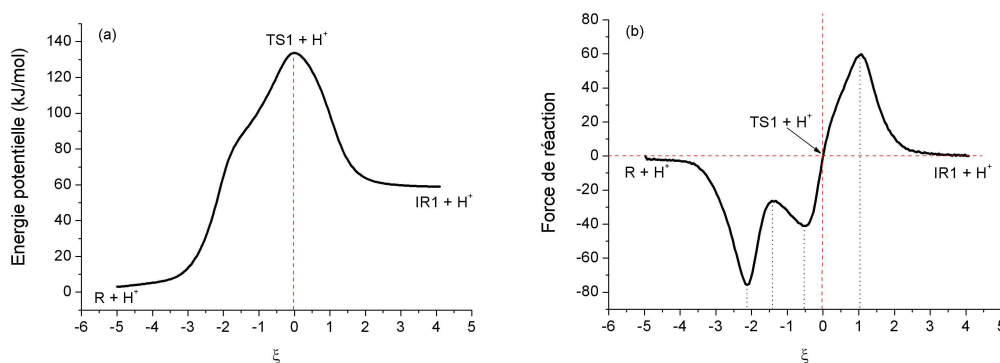 (a)
TS1 + H⁺
R + H⁺
IR1 + H⁺
Energie potentielle (kJ/mol)
140
120
100
80
60
40
20
0
-6 -5 -4 -3 -2 -1 0 1 2 3 4 5
ξ
(b)
TS1 + H⁺
R + H⁺
IR1 + H⁺
Force de réaction
80
60
40
20
0
-20
-40
-60
-80
-6 -5 -4 -3 -2 -1 0 1 2 3 4 5
ξ